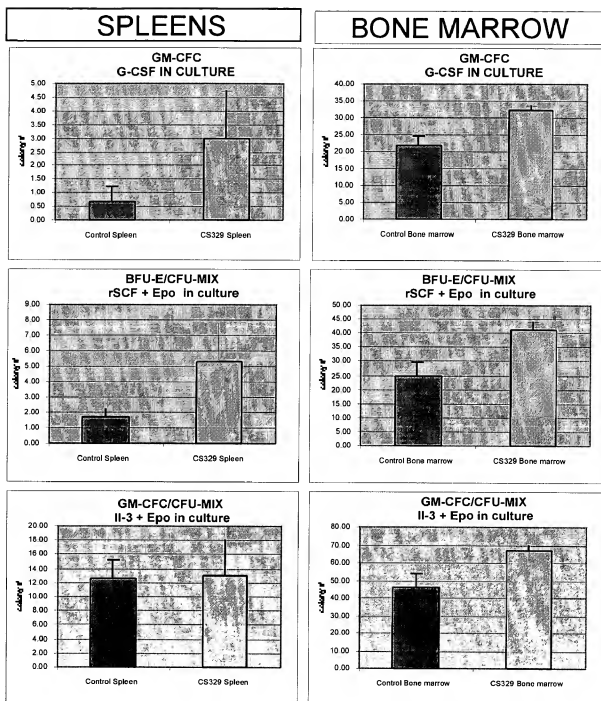 SPLEENS
BONE MARROW
GM-CFC
G-CSF IN CULTURE
colony #
5.00
4.50
4.00
3.50
3.00
2.50
2.00
1.50
1.00
0.50
0.00
Control Spleen
CS329 Spleen
GM-CFC
G-CSF IN CULTURE
colony #
40.00
35.00
30.00
25.00
20.00
15.00
10.00
5.00
0.00
Control Bone marrow
CS329 Bone marrow
BFU-E/CFU-MIX
rSCF + Epo in culture
colony #
9.00
8.00
7.00
6.00
5.00
4.00
3.00
2.00
1.00
0.00
Control Spleen
CS329 Spleen
BFU-E/CFU-MIX
rSCF + Epo in culture
colony #
50.00
45.00
40.00
35.00
30.00
25.00
20.00
15.00
10.00
5.00
0.00
Control Bone marrow
CS329 Bone marrow
GM-CFC/CFU-MIX
Il-3 + Epo in culture
colony #
20.00
18.00
16.00
14.00
12.00
10.00
8.00
6.00
4.00
2.00
0.00
Control Spleen
CS329 Spleen
GM-CFC/CFU-MIX
Il-3 + Epo in culture
colony #
80.00
70.00
60.00
50.00
40.00
30.00
20.00
10.00
0.00
Control Bone marrow
CS329 Bone marrow